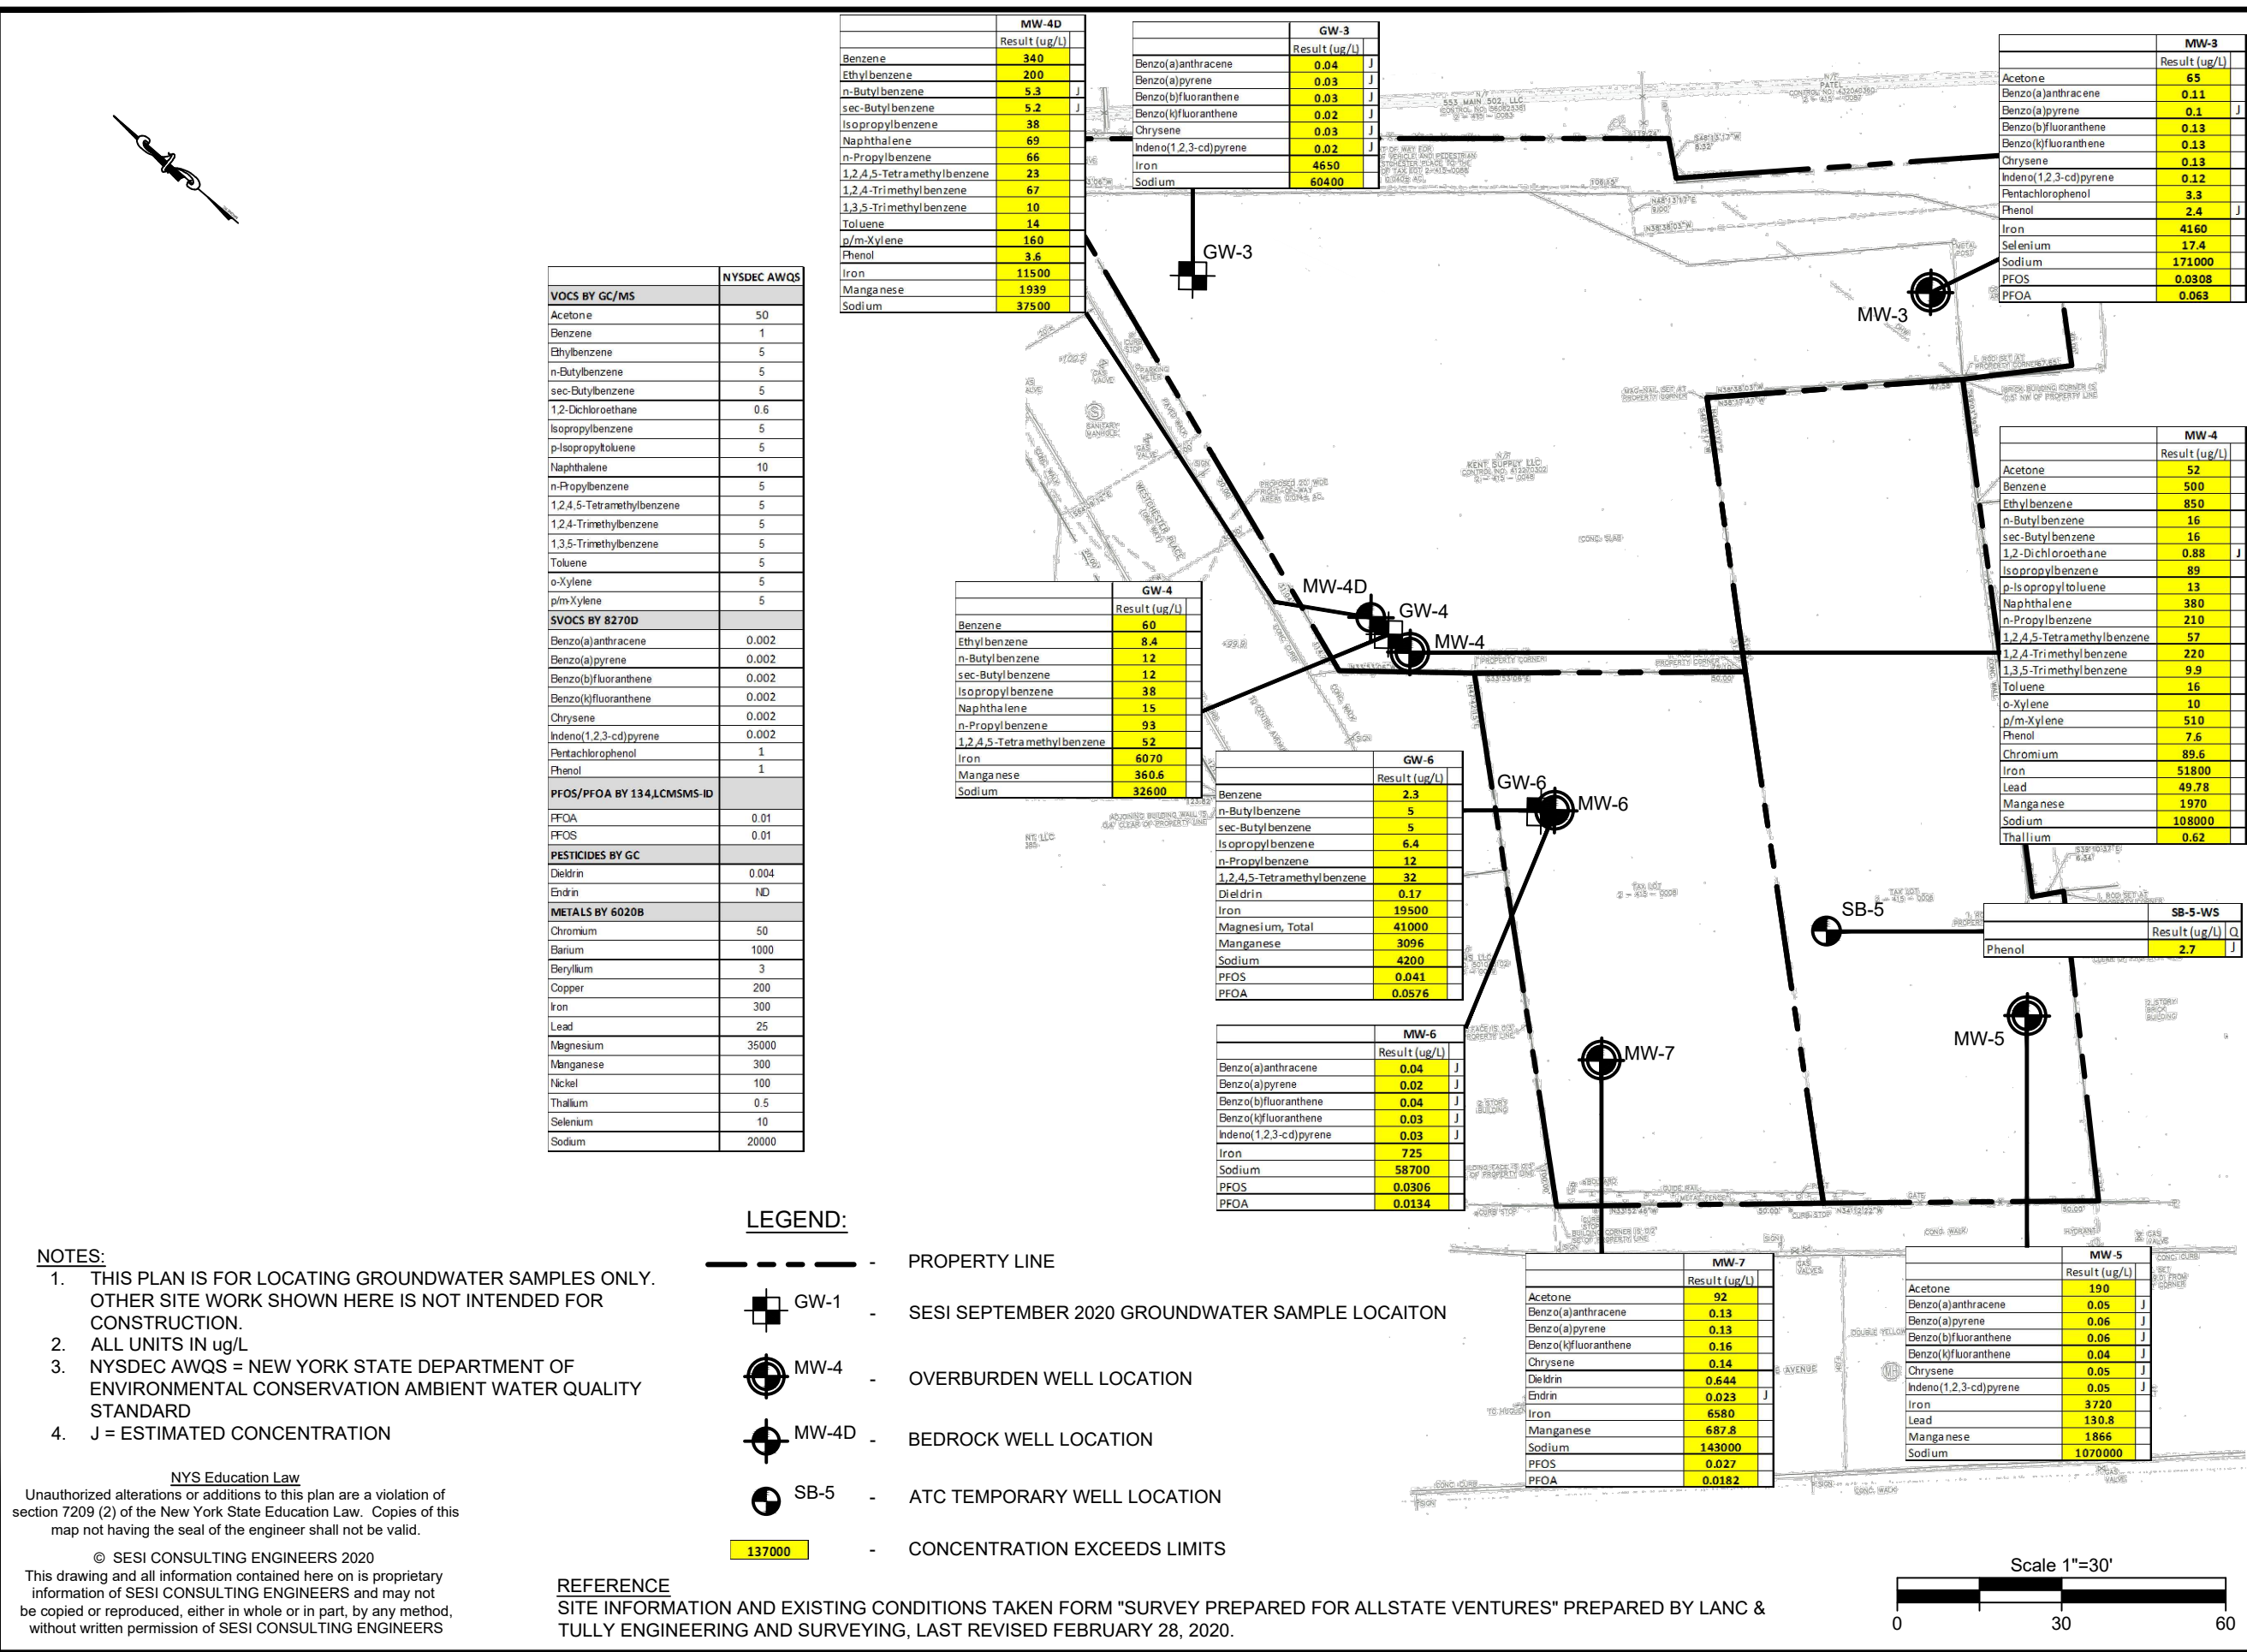 MW-4D
Result (ug/L)
Benzene 340
Ethylbenzene 200
n-Butylbenzene 5.3 J
sec-Butylbenzene 5.2 J
Isopropylbenzene 38
Naphthalene 69
n-Propylbenzene 66
1,2,4,5-Tetramethylbenzene 23
1,2,4-Trimethylbenzene 67
1,3,5-Trimethylbenzene 10
Toluene 14
p/m-Xylene 160
Phenol 3.6
Iron 11500
Manganese 1939
Sodium 37500
GW-3
Result (ug/L)
Benzo(a)anthracene 0.04 J
Benzo(a)pyrene 0.03 J
Benzo(b)fluoranthene 0.03 J
Benzo(k)fluoranthene 0.02 J
Chrysene 0.03 J
Indeno(1,2,3-cd)pyrene 0.02 J
Iron 4650
Sodium 60400
MW-3
Result (ug/L)
Acetone 65
Benzo(a)anthracene 0.11
Benzo(a)pyrene 0.1 J
Benzo(b)fluoranthene 0.13
Benzo(k)fluoranthene 0.13
Chrysene 0.13
Indeno(1,2,3-cd)pyrene 0.12
Pentachlorophenol 3.3
Phenol 2.4 J
Iron 4160
Selenium 17.4
Sodium 171000
PFOS 0.0308
PFOA 0.063
GW-3
MW-3
NYSDEC AWQS
VOCS BY GC/MS
Acetone 50
Benzene 1
Ethylbenzene 5
n-Butylbenzene 5
sec-Butylbenzene 5
1,2-Dichloroethane 0.6
Isopropylbenzene 5
p-Isopropyltoluene 5
Naphthalene 10
n-Propylbenzene 5
1,2,4,5-Tetramethylbenzene 5
1,2,4-Trimethylbenzene 5
1,3,5-Trimethylbenzene 5
Toluene 5
o-Xylene 5
p/m-Xylene 5
SVOCS BY 8270D
Benzo(a)anthracene 0.002
Benzo(a)pyrene 0.002
Benzo(b)fluoranthene 0.002
Benzo(k)fluoranthene 0.002
Chrysene 0.002
Indeno(1,2,3-cd)pyrene 0.002
Pentachlorophenol 1
Phenol 1
PFOS/PFOA BY 134,LCMSMS-ID
PFOA 0.01
PFOS 0.01
PESTICIDES BY GC
Dieldrin 0.004
Endrin ND
METALS BY 6020B
Chromium 50
Barium 1000
Beryllium 3
Copper 200
Iron 300
Lead 25
Magnesium 35000
Manganese 300
Nickel 100
Thallium 0.5
Selenium 10
Sodium 20000
MW-4
Result (ug/L)
Acetone 52
Benzene 500
Ethylbenzene 850
n-Butylbenzene 16
sec-Butylbenzene 16
1,2-Dichloroethane 0.88 J
Isopropylbenzene 89
p-Isopropyltoluene 13
Naphthalene 380
n-Propylbenzene 210
1,2,4,5-Tetramethylbenzene 57
1,2,4-Trimethylbenzene 220
1,3,5-Trimethylbenzene 9.9
Toluene 16
o-Xylene 10
p/m-Xylene 510
Phenol 7.6
Chromium 89.6
Iron 51800
Lead 49.78
Manganese 1970
Sodium 108000
Thallium 0.62
MW-4D
GW-4
MW-4
GW-4
Result (ug/L)
Benzene 60
Ethylbenzene 8.4
n-Butylbenzene 12
sec-Butylbenzene 12
Isopropylbenzene 38
Naphthalene 15
n-Propylbenzene 93
1,2,4,5-Tetramethylbenzene 52
Iron 6070
Manganese 360.6
Sodium 32600
GW-6
Result (ug/L)
Benzene 2.3
n-Butylbenzene 5
sec-Butylbenzene 5
Isopropylbenzene 6.4
n-Propylbenzene 12
1,2,4,5-Tetramethylbenzene 32
Dieldrin 0.17
Iron 19500
Magnesium, Total 41000
Manganese 3096
Sodium 4200
PFOS 0.041
PFOA 0.0576
GW-6
MW-6
SB-5
SB-5-WS
Result (ug/L) Q
Phenol 2.7 J
MW-6
Result (ug/L)
Benzo(a)anthracene 0.04 J
Benzo(a)pyrene 0.02 J
Benzo(b)fluoranthene 0.04 J
Benzo(k)fluoranthene 0.03 J
Indeno(1,2,3-cd)pyrene 0.03 J
Iron 725
Sodium 58700
PFOS 0.0306
PFOA 0.0134
MW-7
MW-5
MW-7
Result (ug/L)
Acetone 92
Benzo(a)anthracene 0.13
Benzo(a)pyrene 0.13
Benzo(k)fluoranthene 0.16
Chrysene 0.14
Dieldrin 0.644
Endrin 0.023 J
Iron 6580
Manganese 687.8
Sodium 143000
PFOS 0.027
PFOA 0.0182
MW-5
Result (ug/L)
Acetone 190
Benzo(a)anthracene 0.05 J
Benzo(a)pyrene 0.06 J
Benzo(b)fluoranthene 0.06 J
Benzo(k)fluoranthene 0.04 J
Chrysene 0.05 J
Indeno(1,2,3-cd)pyrene 0.05 J
Iron 3720
Lead 130.8
Manganese 1866
Sodium 1070000
NOTES:
1. THIS PLAN IS FOR LOCATING GROUNDWATER SAMPLES ONLY.
OTHER SITE WORK SHOWN HERE IS NOT INTENDED FOR
CONSTRUCTION.
2. ALL UNITS IN ug/L
3. NYSDEC AWQS = NEW YORK STATE DEPARTMENT OF
ENVIRONMENTAL CONSERVATION AMBIENT WATER QUALITY
STANDARD
4. J = ESTIMATED CONCENTRATION
NYS Education Law
Unauthorized alterations or additions to this plan are a violation of
section 7209 (2) of the New York State Education Law. Copies of this
map not having the seal of the engineer shall not be valid.
© SESI CONSULTING ENGINEERS 2020
This drawing and all information contained here on is proprietary
information of SESI CONSULTING ENGINEERS and may not
be copied or reproduced, either in whole or in part, by any method,
without written permission of SESI CONSULTING ENGINEERS
LEGEND:
- PROPERTY LINE
GW-1 - SESI SEPTEMBER 2020 GROUNDWATER SAMPLE LOCAITON
MW-4 - OVERBURDEN WELL LOCATION
MW-4D - BEDROCK WELL LOCATION
SB-5 - ATC TEMPORARY WELL LOCATION
137000 - CONCENTRATION EXCEEDS LIMITS
REFERENCE
SITE INFORMATION AND EXISTING CONDITIONS TAKEN FORM "SURVEY PREPARED FOR ALLSTATE VENTURES" PREPARED BY LANC &
TULLY ENGINEERING AND SURVEYING, LAST REVISED FEBRUARY 28, 2020.
Scale 1"=30'
0 30 60